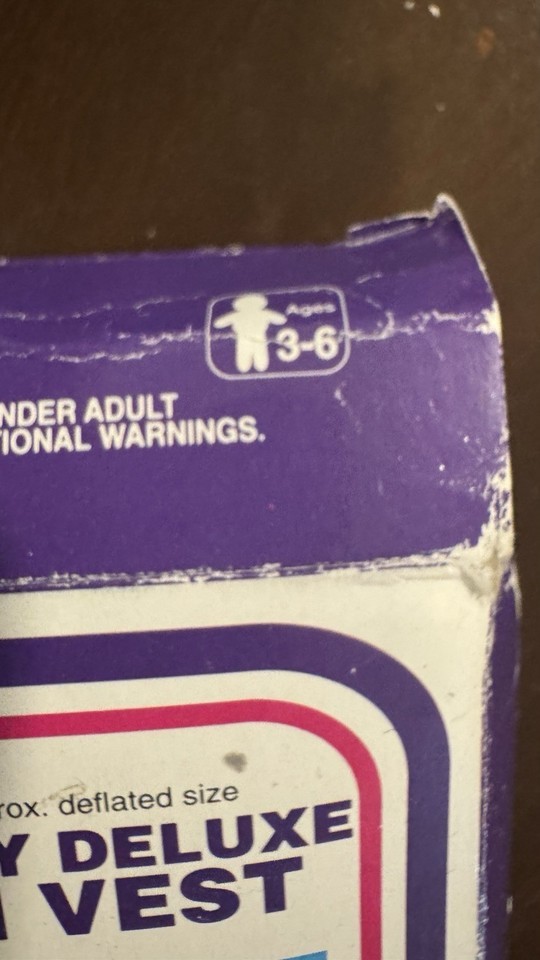 Ages
3-6
NDER ADULT
TIONAL WARNINGS.
rox. deflated size
Y DELUXE
VEST